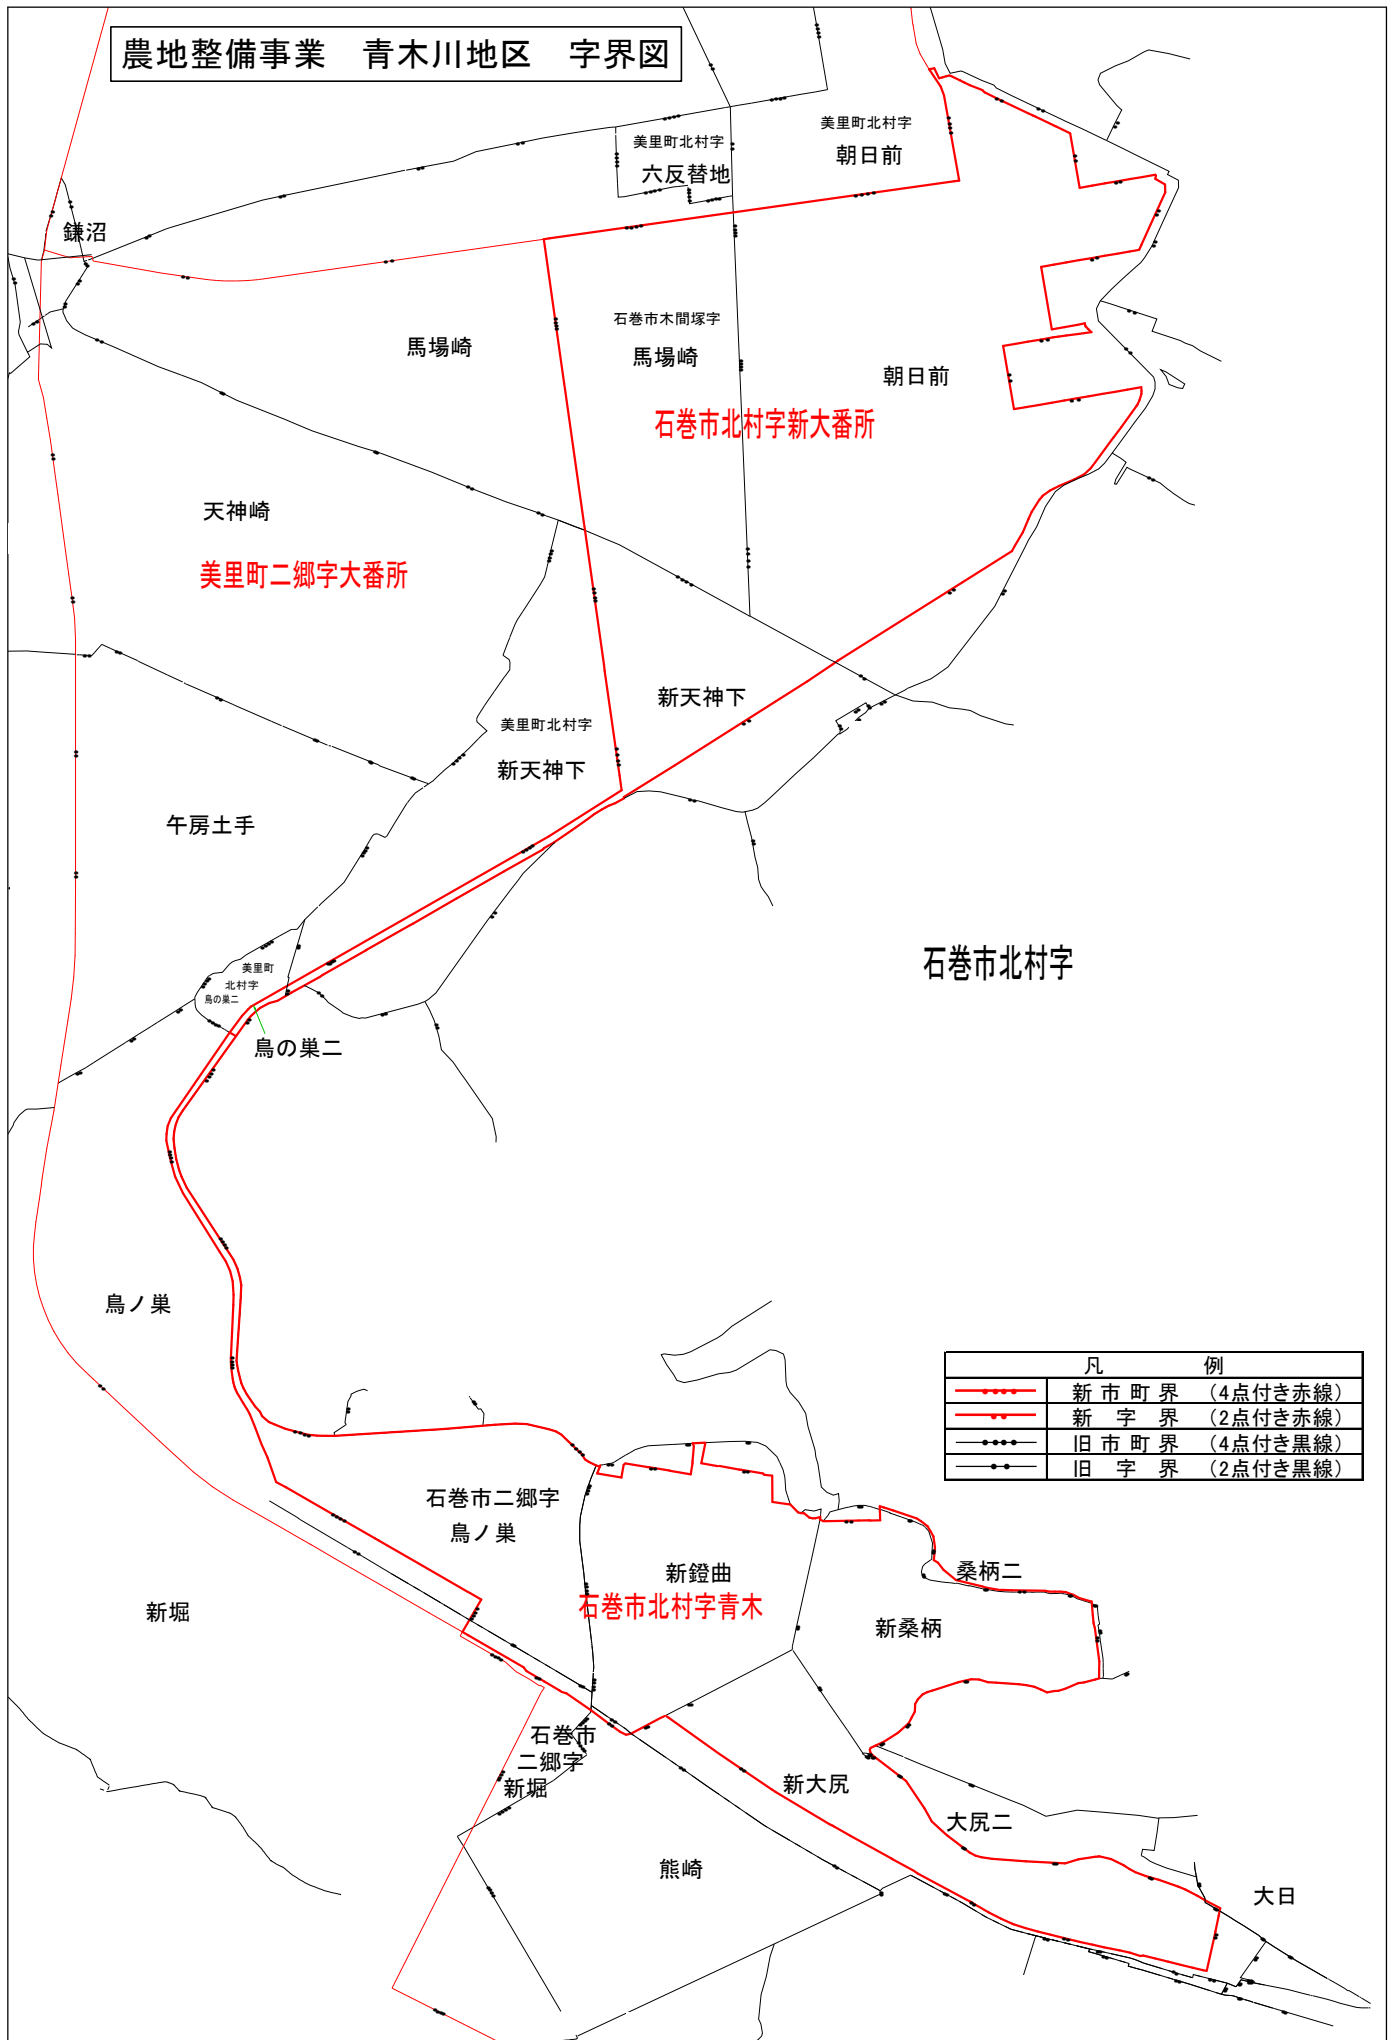 農地整備事業　青木川地区　字界図
美里町北村字
朝日前
美里町北村字
六反替地
鎌沼
石巻市木間塚字
馬場崎
馬場崎
朝日前
石巻市北村字新大番所
天神崎
美里町二郷字大番所
新天神下
美里町北村字
新天神下
午房土手
石巻市北村字
美里町
北村字
鳥の巣二
鳥の巣二
鳥ノ巣
凡　例
新市町界　（4点付き赤線）
新字界　（2点付き赤線）
旧市町界　（4点付き黒線）
旧字界　（2点付き黒線）
石巻市二郷字
鳥ノ巣
新鐙曲
石巻市北村字青木
桑柄二
新桑柄
新堀
石巻市
二郷字
新堀
新大尻
大尻二
熊崎
大日